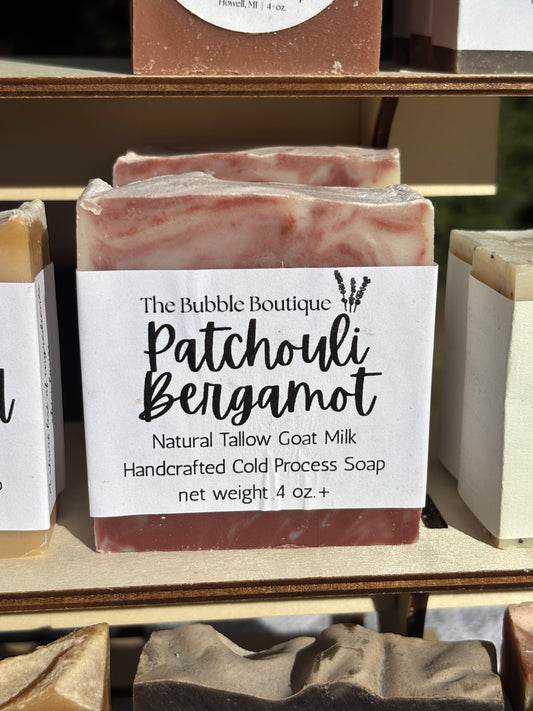 Howell, MI | 4+oz.
The Bubble Boutique
Patchouli
Bergamot
Natural Tallow Goat Milk
Handcrafted Cold Process Soap
net weight .4 oz.+